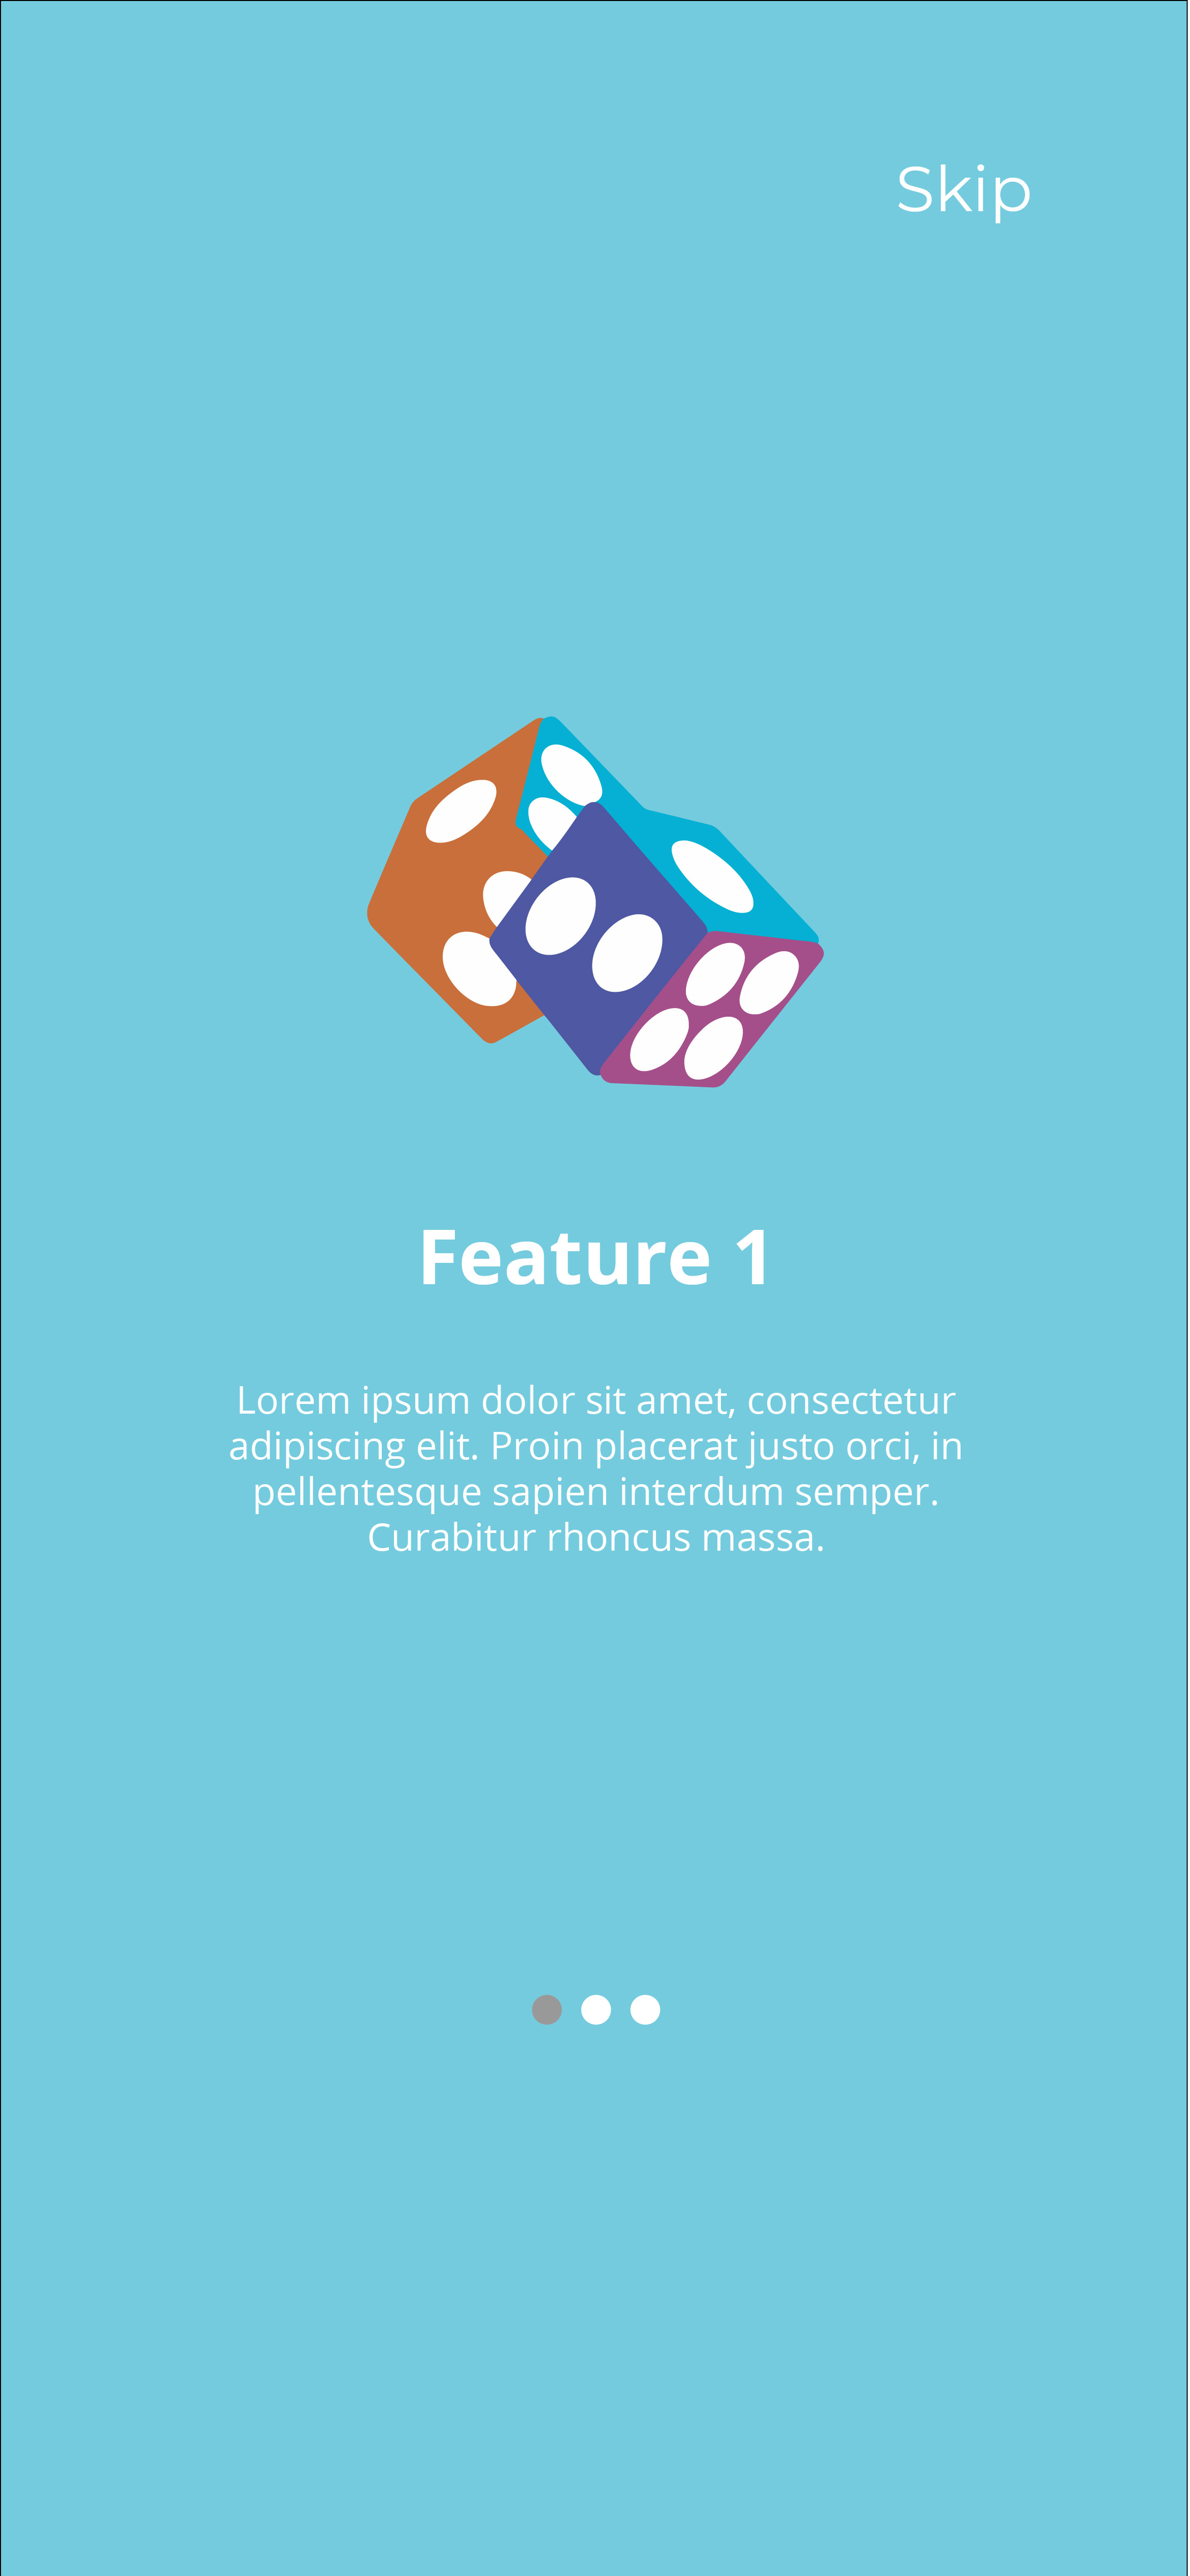 Skip
Feature 1
Lorem ipsum dolor sit amet, consectetur
adipiscing elit. Proin placerat justo orci, in
pellentesque sapien interdum semper.
Curabitur rhoncus massa.